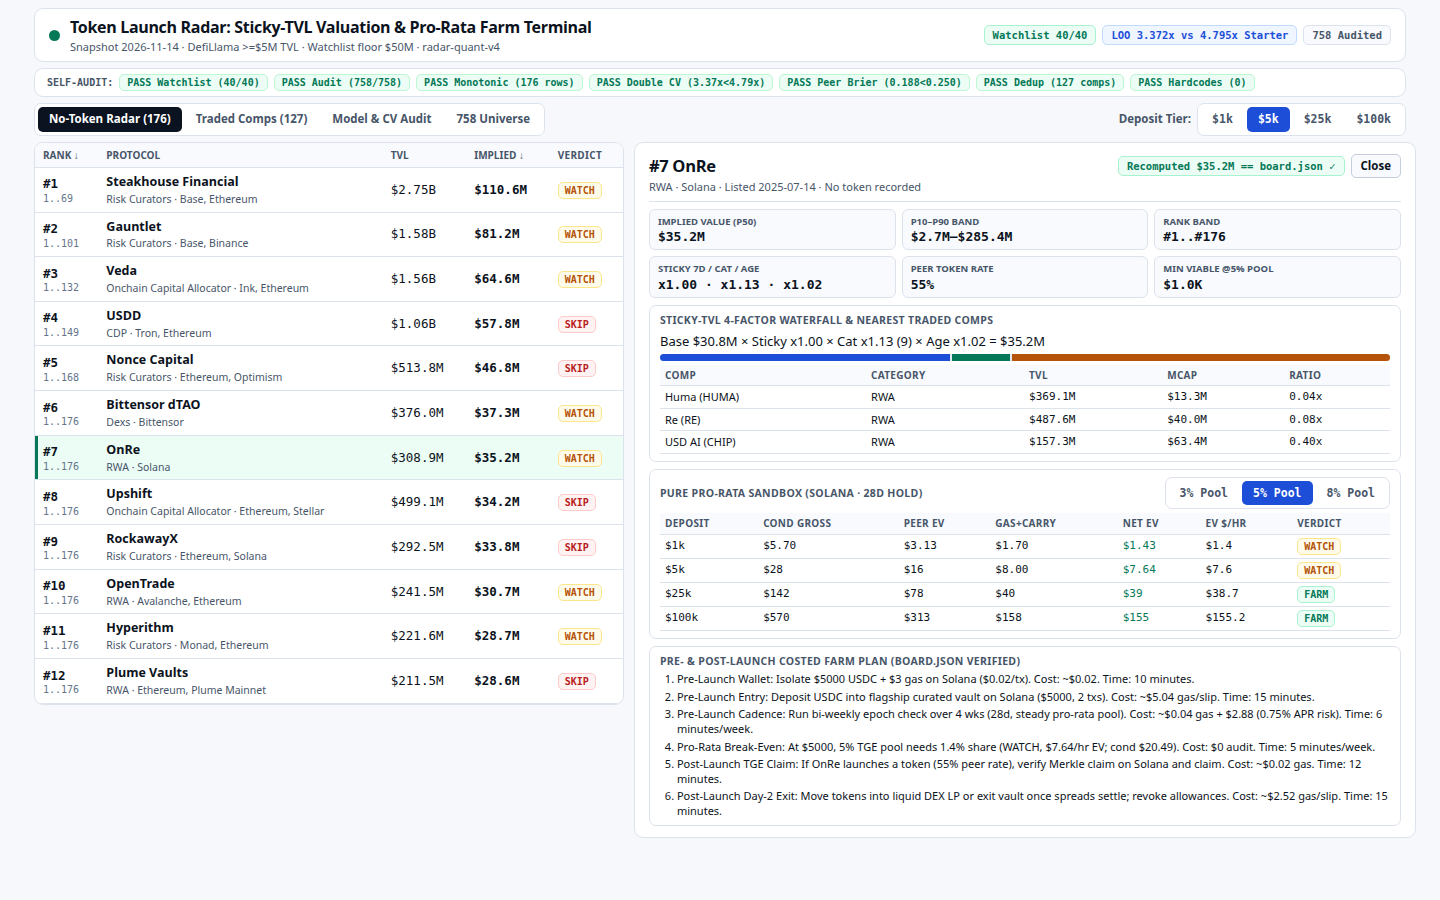 Token Launch Radar: Sticky-TVL Valuation & Pro-Rata Farm Terminal
Snapshot 2026-11-14 · DefiLlama >=$5M TVL · Watchlist floor $50M · radar-quant-v4
Watchlist 40/40
LOO 3.372x vs 4.795x Starter
758 Audited
SELF-AUDIT: PASS Watchlist (40/40) PASS Audit (758/758) PASS Monotonic (176 rows) PASS Double CV (3.37x<4.79x) PASS Peer Brier (0.188<0.250) PASS Dedup (127 comps) PASS Hardcodes (0)
No-Token Radar (176) Traded Comps (127) Model & CV Audit 758 Universe
Deposit Tier: $1k $5k $25k $100k
RANK ↓ PROTOCOL TVL IMPLIED ↓ VERDICT
#1 Steakhouse Financial $2.75B $110.6M WATCH
1..69 Risk Curators · Base, Ethereum
#2 Gauntlet $1.58B $81.2M WATCH
1..101 Risk Curators · Base, Binance
#3 Veda $1.56B $64.6M WATCH
1..132 Onchain Capital Allocator · Ink, Ethereum
#4 USDD $1.06B $57.8M SKIP
1..149 CDP · Tron, Ethereum
#5 Nonce Capital $513.8M $46.8M SKIP
1..168 Risk Curators · Ethereum, Optimism
#6 Bittensor dTAO $376.0M $37.3M WATCH
1..176 Dexs · Bittensor
#7 OnRe $308.9M $35.2M WATCH
1..176 RWA · Solana
#8 Upshift $499.1M $34.2M SKIP
1..176 Onchain Capital Allocator · Ethereum, Stellar
#9 RockawayX $292.5M $33.8M SKIP
1..176 Risk Curators · Ethereum, Solana
#10 OpenTrade $241.5M $30.7M WATCH
1..176 RWA · Avalanche, Ethereum
#11 Hyperithm $221.6M $28.7M WATCH
1..176 Risk Curators · Monad, Ethereum
#12 Plume Vaults $211.5M $28.6M SKIP
1..176 RWA · Ethereum, Plume Mainnet
#7 OnRe
Recomputed $35.2M == board.json ✓ Close
RWA · Solana · Listed 2025-07-14 · No token recorded
IMPLIED VALUE (P50) P10–P90 BAND RANK BAND
$35.2M $2.7M–$285.4M #1..#176
STICKY 7D / CAT / AGE PEER TOKEN RATE MIN VIABLE @5% POOL
x1.00 · x1.13 · x1.02 55% $1.0K
STICKY-TVL 4-FACTOR WATERFALL & NEAREST TRADED COMPS
Base $30.8M × Sticky x1.00 × Cat x1.13 (9) × Age x1.02 = $35.2M
COMP CATEGORY TVL MCAP RATIO
Huma (HUMA) RWA $369.1M $13.3M 0.04x
Re (RE) RWA $487.6M $40.0M 0.08x
USD AI (CHIP) RWA $157.3M $63.4M 0.40x
PURE PRO-RATA SANDBOX (SOLANA · 28D HOLD)
3% Pool 5% Pool 8% Pool
DEPOSIT COND GROSS PEER EV GAS+CARRY NET EV EV $/HR VERDICT
$1k $5.70 $3.13 $1.70 $1.43 $1.4 WATCH
$5k $28 $16 $8.00 $7.64 $7.6 WATCH
$25k $142 $78 $40 $39 $38.7 FARM
$100k $570 $313 $158 $155 $155.2 FARM
PRE- & POST-LAUNCH COSTED FARM PLAN (BOARD.JSON VERIFIED)
1. Pre-Launch Wallet: Isolate $5000 USDC + $3 gas on Solana ($0.02/tx). Cost: ~$0.02. Time: 10 minutes.
2. Pre-Launch Entry: Deposit USDC into flagship curated vault on Solana ($5000, 2 txs). Cost: ~$5.04 gas/slip. Time: 15 minutes.
3. Pre-Launch Cadence: Run bi-weekly epoch check over 4 wks (28d, steady pro-rata pool). Cost: ~$0.04 gas + $2.88 (0.75% APR risk). Time: 6
minutes/week.
4. Pro-Rata Break-Even: At $5000, 5% TGE pool needs 1.4% share (WATCH, $7.64/hr EV; cond $20.49). Cost: $0 audit. Time: 5 minutes/week.
5. Post-Launch TGE Claim: If OnRe launches a token (55% peer rate), verify Merkle claim on Solana and claim. Cost: ~$0.02 gas. Time: 12
minutes.
6. Post-Launch Day-2 Exit: Move tokens into liquid DEX LP or exit vault once spreads settle; revoke allowances. Cost: ~$2.52 gas/slip. Time: 15
minutes.